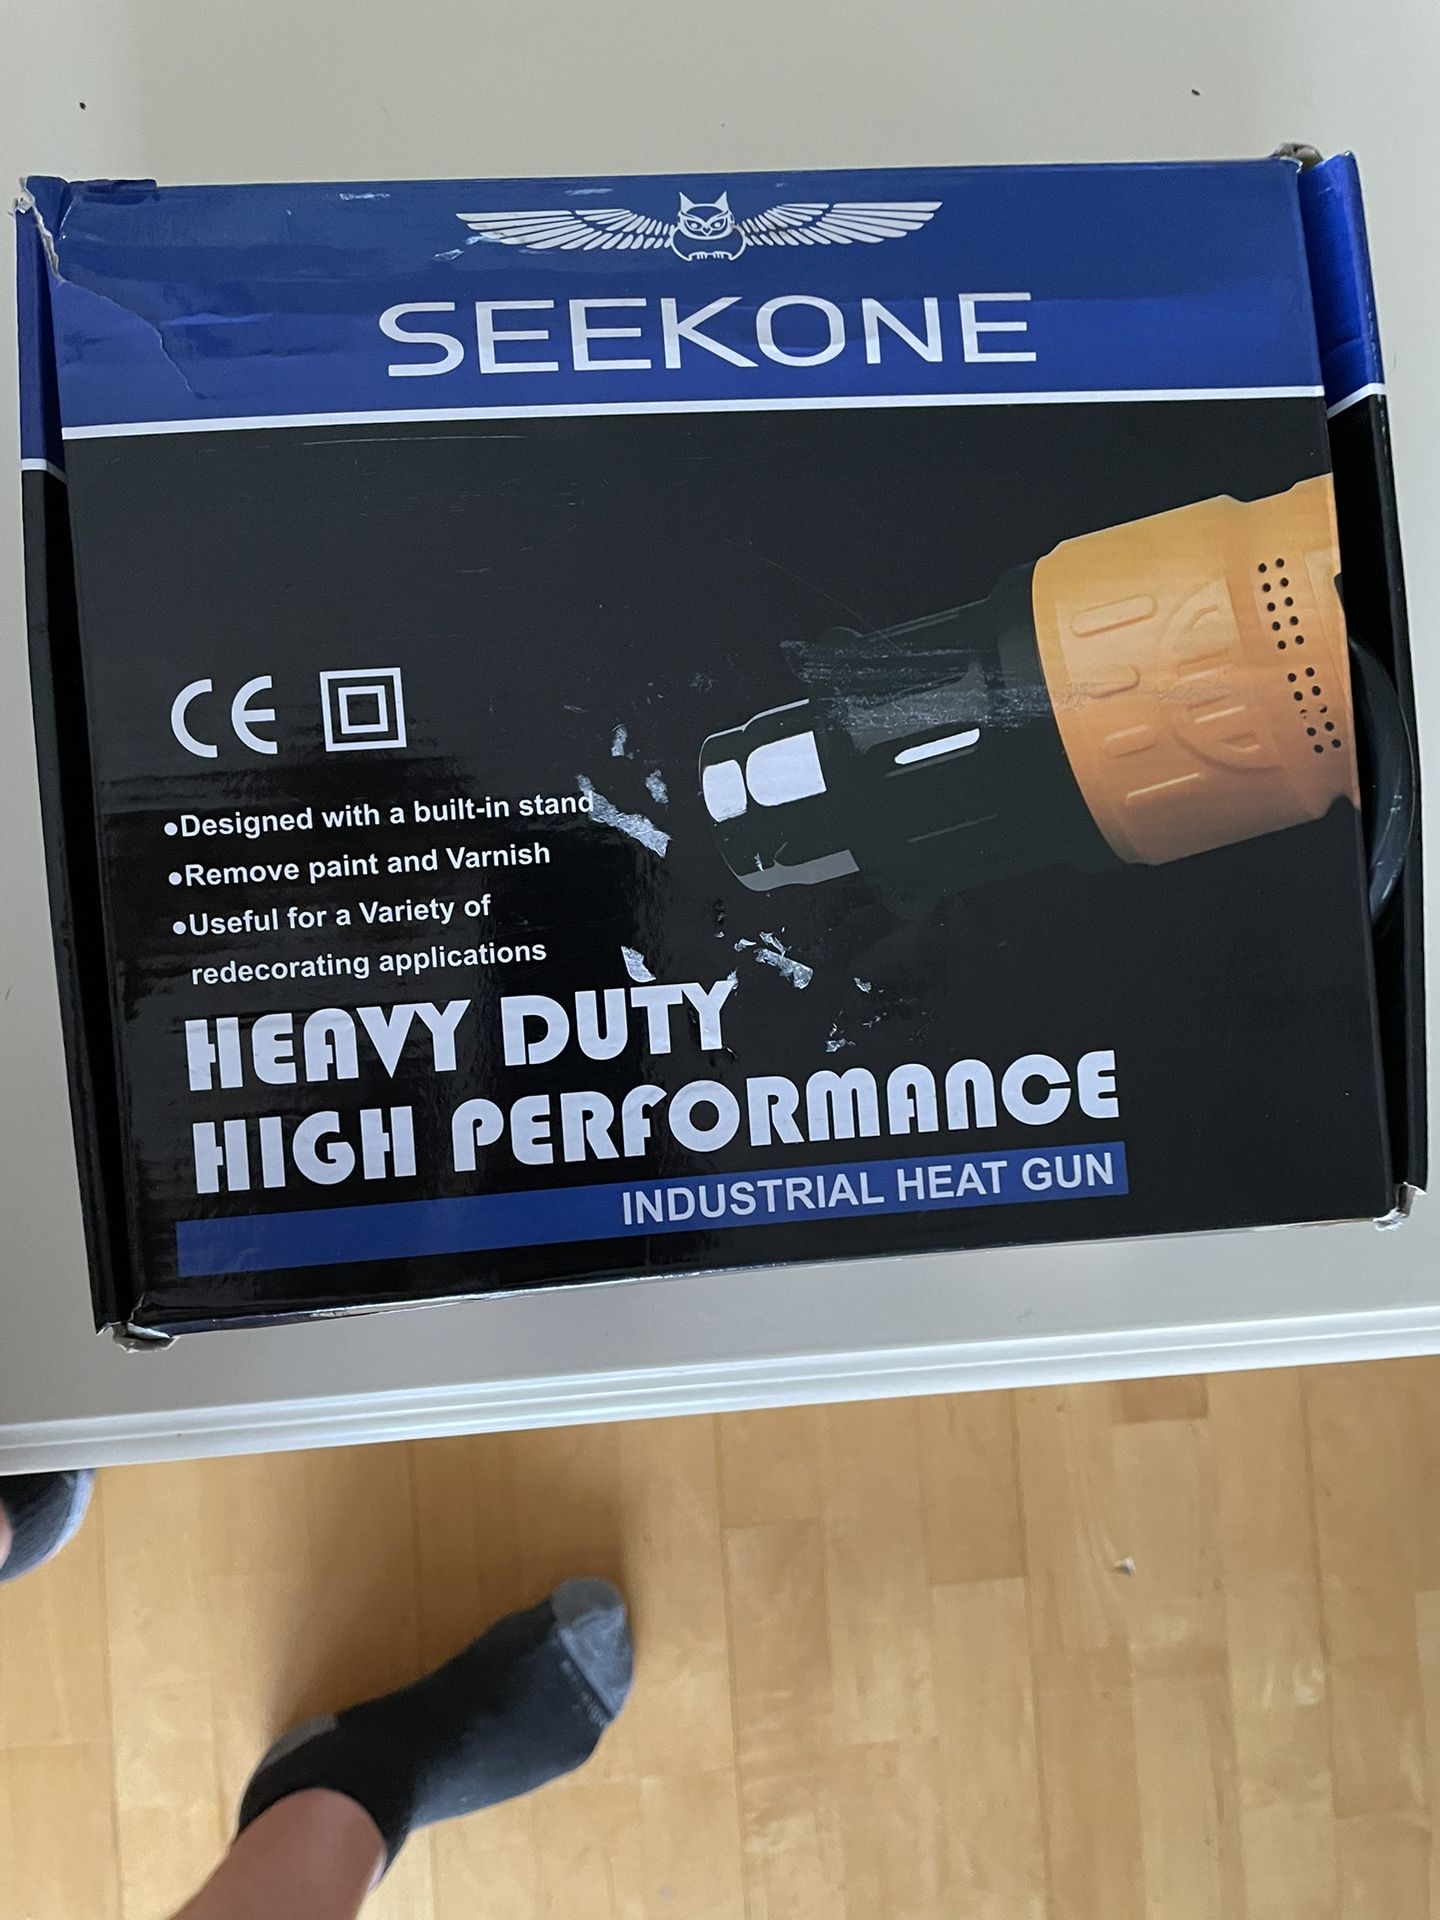 SEEKONE
CE
•Designed with a built-in stand
•Remove paint and Varnish
•Useful for a Variety of
redecorating applications
HEAVY DUTY
HIGH PERFORMANCE
INDUSTRIAL HEAT GUN